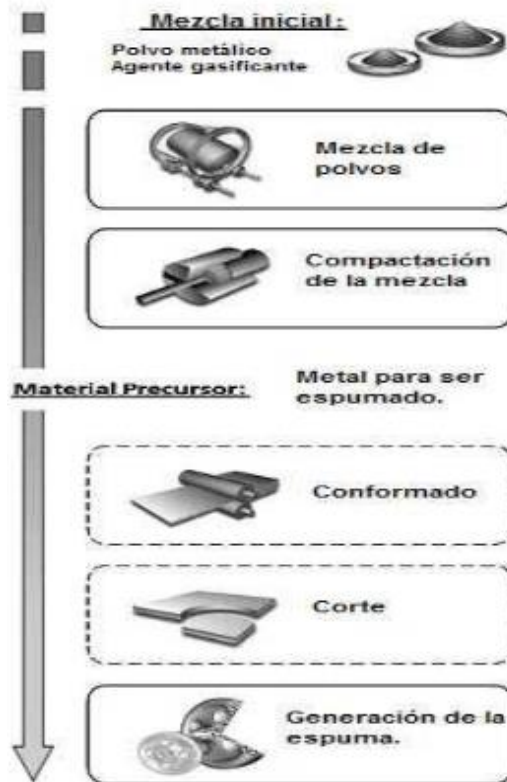 Mezcla inicial:
Polvo metálico
Agente gasificante
Mezcla de
polvos
Compactación
de la mezcla
Material Precursor:
Metal para ser
espumado.
Conformado
Corte
Generación de la
espuma.